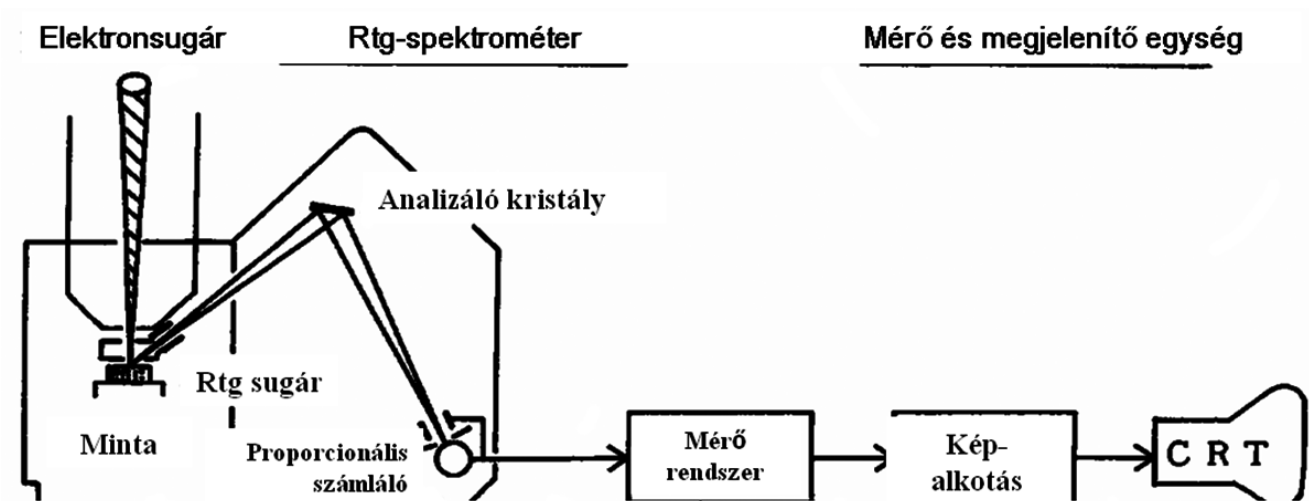 Elektronsugár
Rtg-spektrométer
Mérő és megjelenítő egység
Analizáló kristály
Rtg sugár
Minta
Proporcionális
számláló
Mérő
rendszer
Kép-
alkotás
C R T